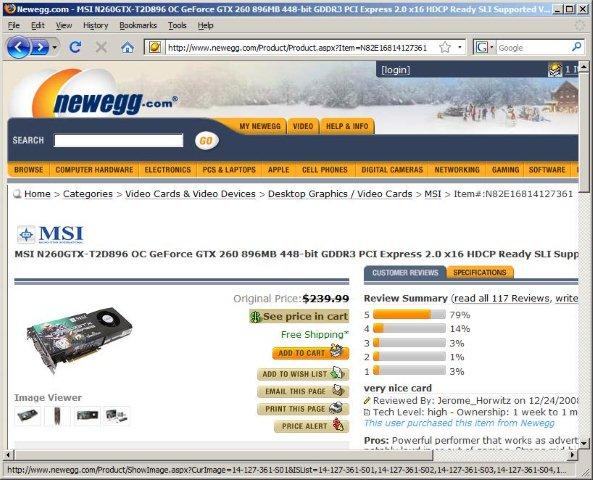 Newegg.com - MSI N260GTX-T2D896 OC GeForce GTX 260 896MB 448-bit GDDR3 PCI Express 2.0 x16 HDCP Ready SLI Supported V...
File Edit View History Bookmarks Tools Help
http://www.newegg.com/Product/Product.aspx?Item=N82E16814127361
Google
[login]
newegg.com®
MY NEWEGG VIDEO HELP & INFO
SEARCH GO
BROWSE COMPUTER HARDWARE ELECTRONICS PCS & LAPTOPS APPLE CELL PHONES DIGITAL CAMERAS NETWORKING GAMING SOFTWARE
Home > Categories > Video Cards & Video Devices > Desktop Graphics / Video Cards > MSI > Item#:N82E16814127361
MSI
MSI N260GTX-T2D896 OC GeForce GTX 260 896MB 448-bit GDDR3 PCI Express 2.0 x16 HDCP Ready SLI Supp
CUSTOMER REVIEWS SPECIFICATIONS
Original Price: $239.99
See price in cart
Free Shipping*
ADD TO CART
ADD TO WISH LIST
EMAIL THIS PAGE
PRINT THIS PAGE
PRICE ALERT
Image Viewer
Review Summary (read all 117 Reviews, write
5 79%
4 14%
3 3%
2 1%
1 3%
very nice card
Reviewed By: Jerome_Horwitz on 12/24/2008
Tech Level: high - Ownership: 1 week to 1 m
This user purchased this item from Newegg
Pros: Powerful performer that works as advert
http://www.newegg.com/Product/ShowImage.aspx?CurImage=14-127-361-S01&ISList=14-127-361-S01,14-127-361-S02,14-127-361-S03,14-127-361-S04,1...